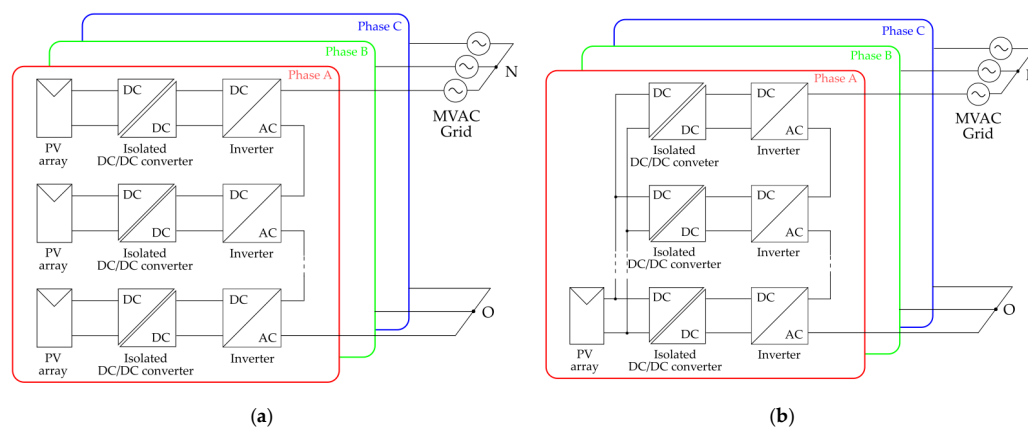 Phase C
Phase B
Phase A
DC
DC
PV
array
Isolated
DC/DC converter
DC
AC
Inverter
N
MVAC
Grid
DC
DC
PV
array
Isolated
DC/DC converter
DC
AC
Inverter
DC
DC
PV
array
Isolated
DC/DC converter
DC
AC
Inverter
O
(a)
Phase C
Phase B
Phase A
DC
DC
Isolated
DC/DC conveter
DC
AC
Inverter
MVAC
Grid
DC
DC
Isolated
DC/DC converter
DC
AC
Inverter
PV
array
DC
DC
Isolated
DC/DC converter
DC
AC
Inverter
O
(b)